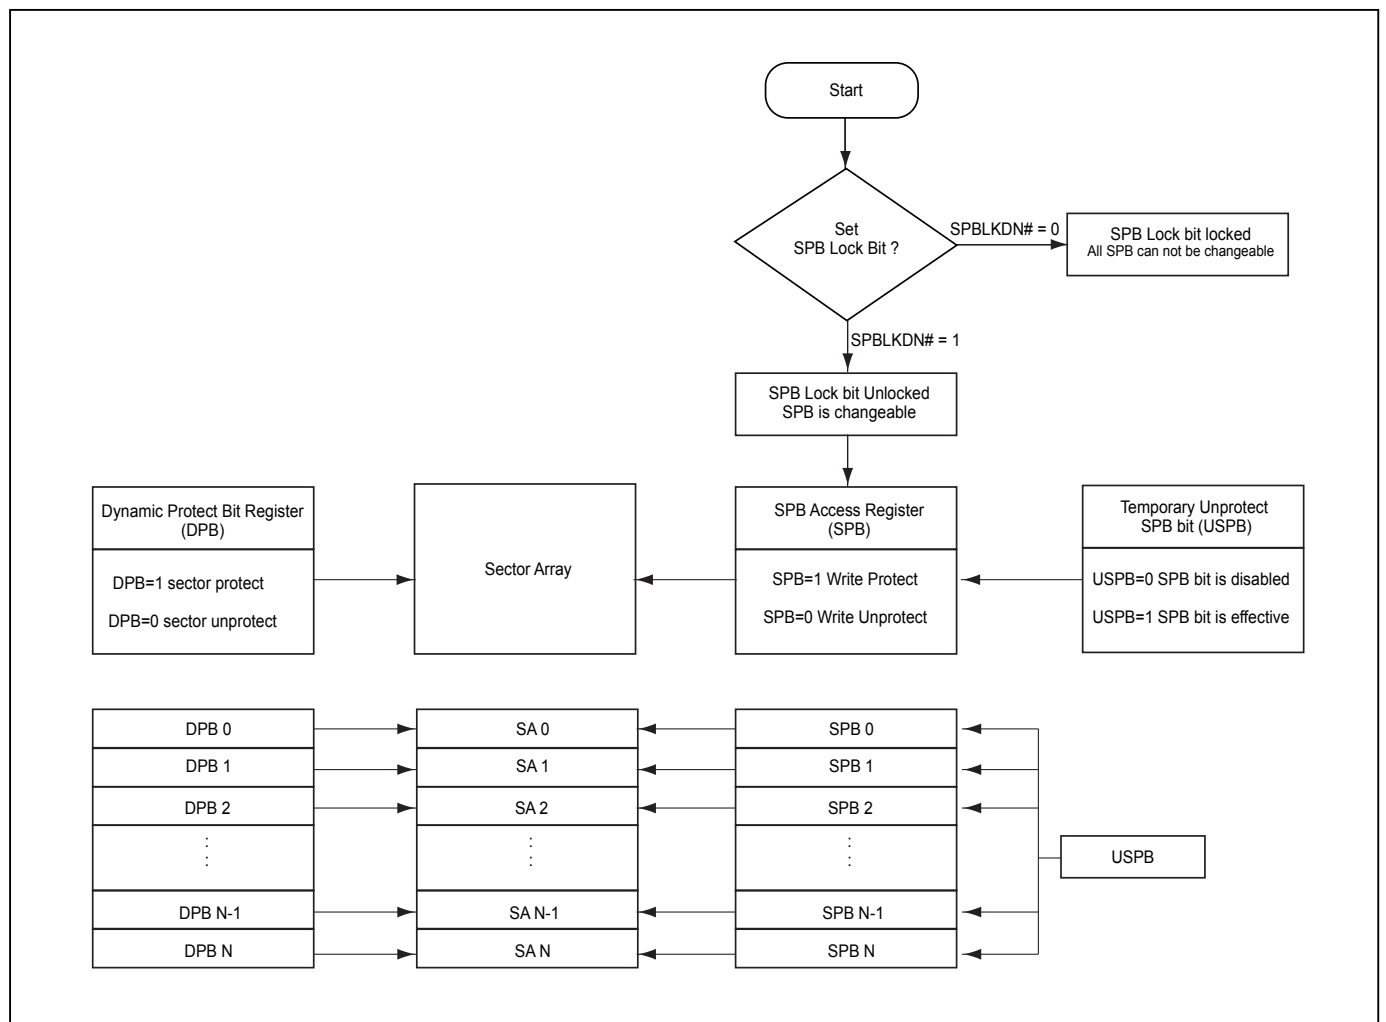 Start
Set
SPB Lock Bit ?
SPBLKDN# = 0
SPB Lock bit locked
All SPB can not be changeable
SPBLKDN# = 1
SPB Lock bit Unlocked
SPB is changeable
Dynamic Protect Bit Register
(DPB)
DPB=1 sector protect
DPB=0 sector unprotect
Sector Array
SPB Access Register
(SPB)
SPB=1 Write Protect
SPB=0 Write Unprotect
Temporary Unprotect
SPB bit (USPB)
USPB=0 SPB bit is disabled
USPB=1 SPB bit is effective
DPB 0
SA 0
SPB 0
DPB 1
SA 1
SPB 1
DPB 2
SA 2
SPB 2
USPB
DPB N-1
SA N-1
SPB N-1
DPB N
SA N
SPB N